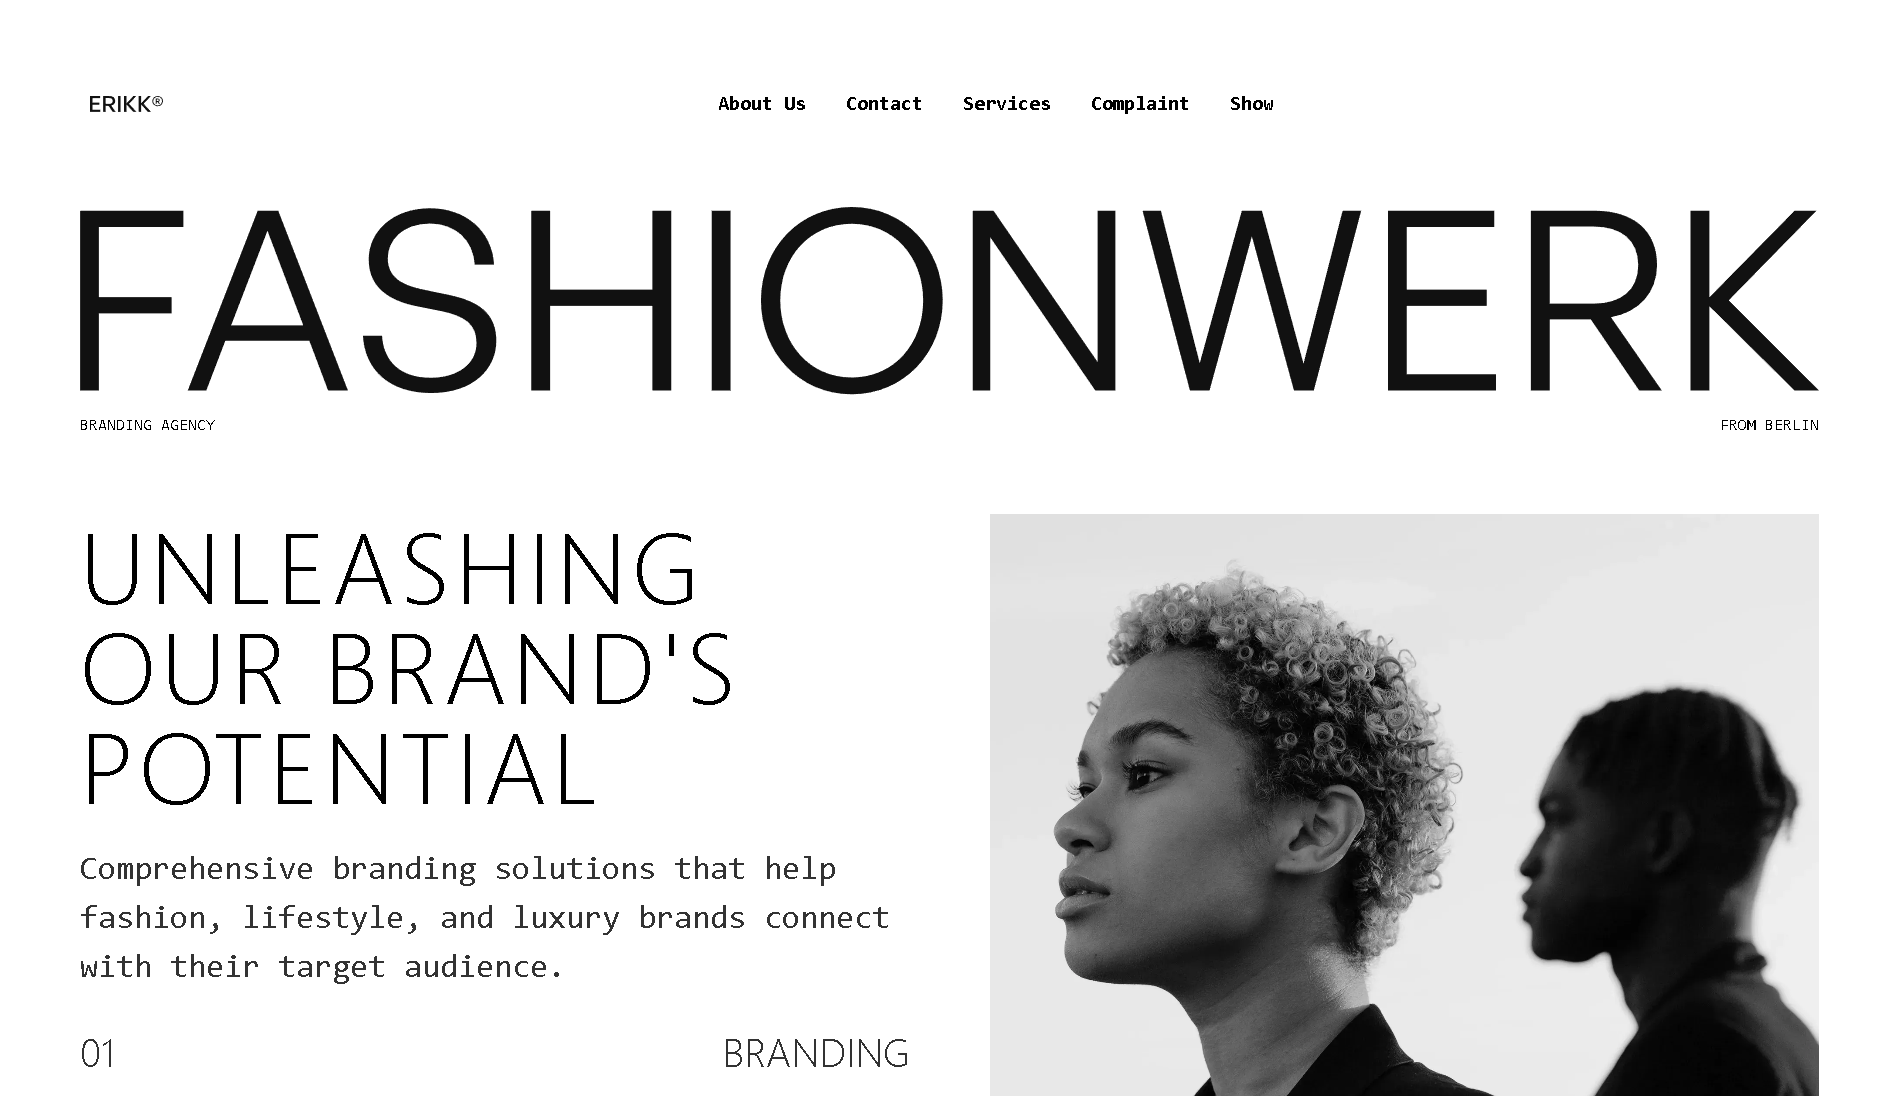 ERIKK®
About Us Contact Services Complaint Show
FASHIONWERK
BRANDING AGENCY
FROM BERLIN
UNLEASHING
OUR BRAND'S
POTENTIAL
Comprehensive branding solutions that help
fashion, lifestyle, and luxury brands connect
with their target audience.
01
BRANDING